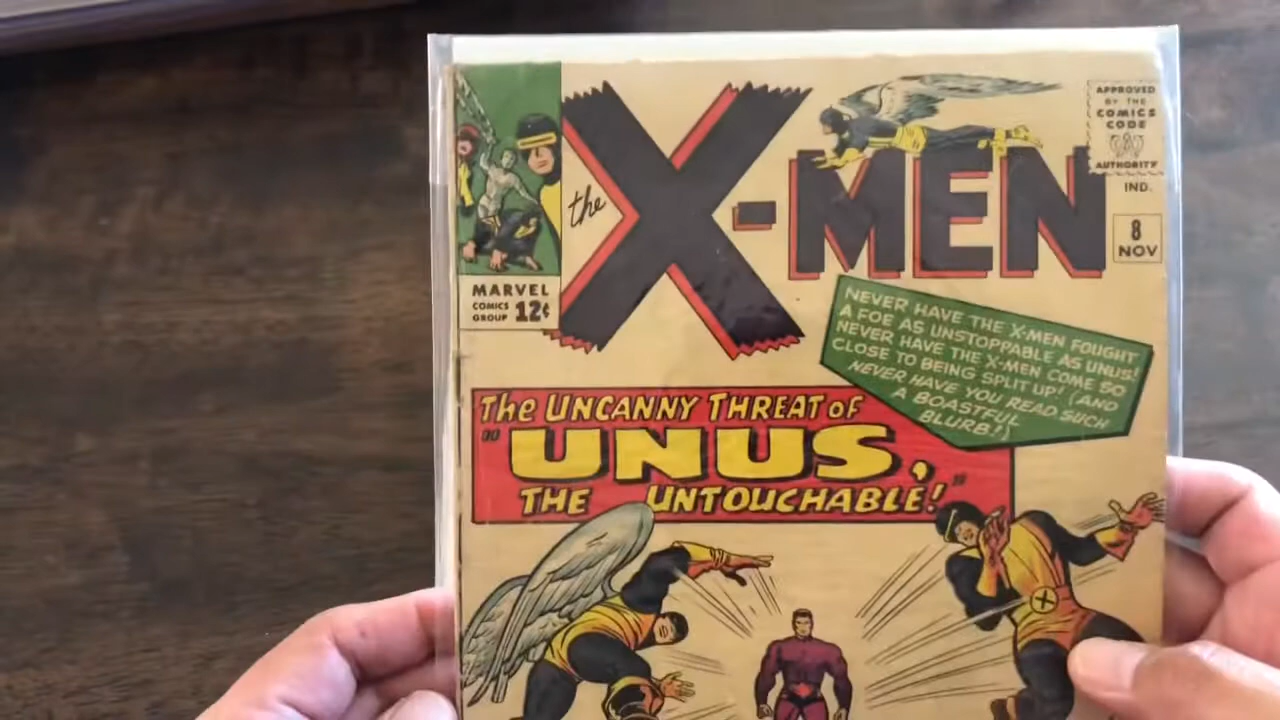 the X-MEN
APPROVED
BY THE
COMICS
CODE
AUTHORITY
IND.
8
NOV
MARVEL
COMICS
GROUP 12¢
NEVER HAVE THE X-MEN FOUGHT
A FOE AS UNSTOPPABLE AS UNUS!
NEVER HAVE THE X-MEN COME SO
CLOSE TO BEING SPLIT UP! (AND
NEVER HAVE YOU READ SUCH
A BOASTFUL
BLURB!)
THE UNCANNY THREAT OF
"UNUS,
THE UNTOUCHABLE!"
X